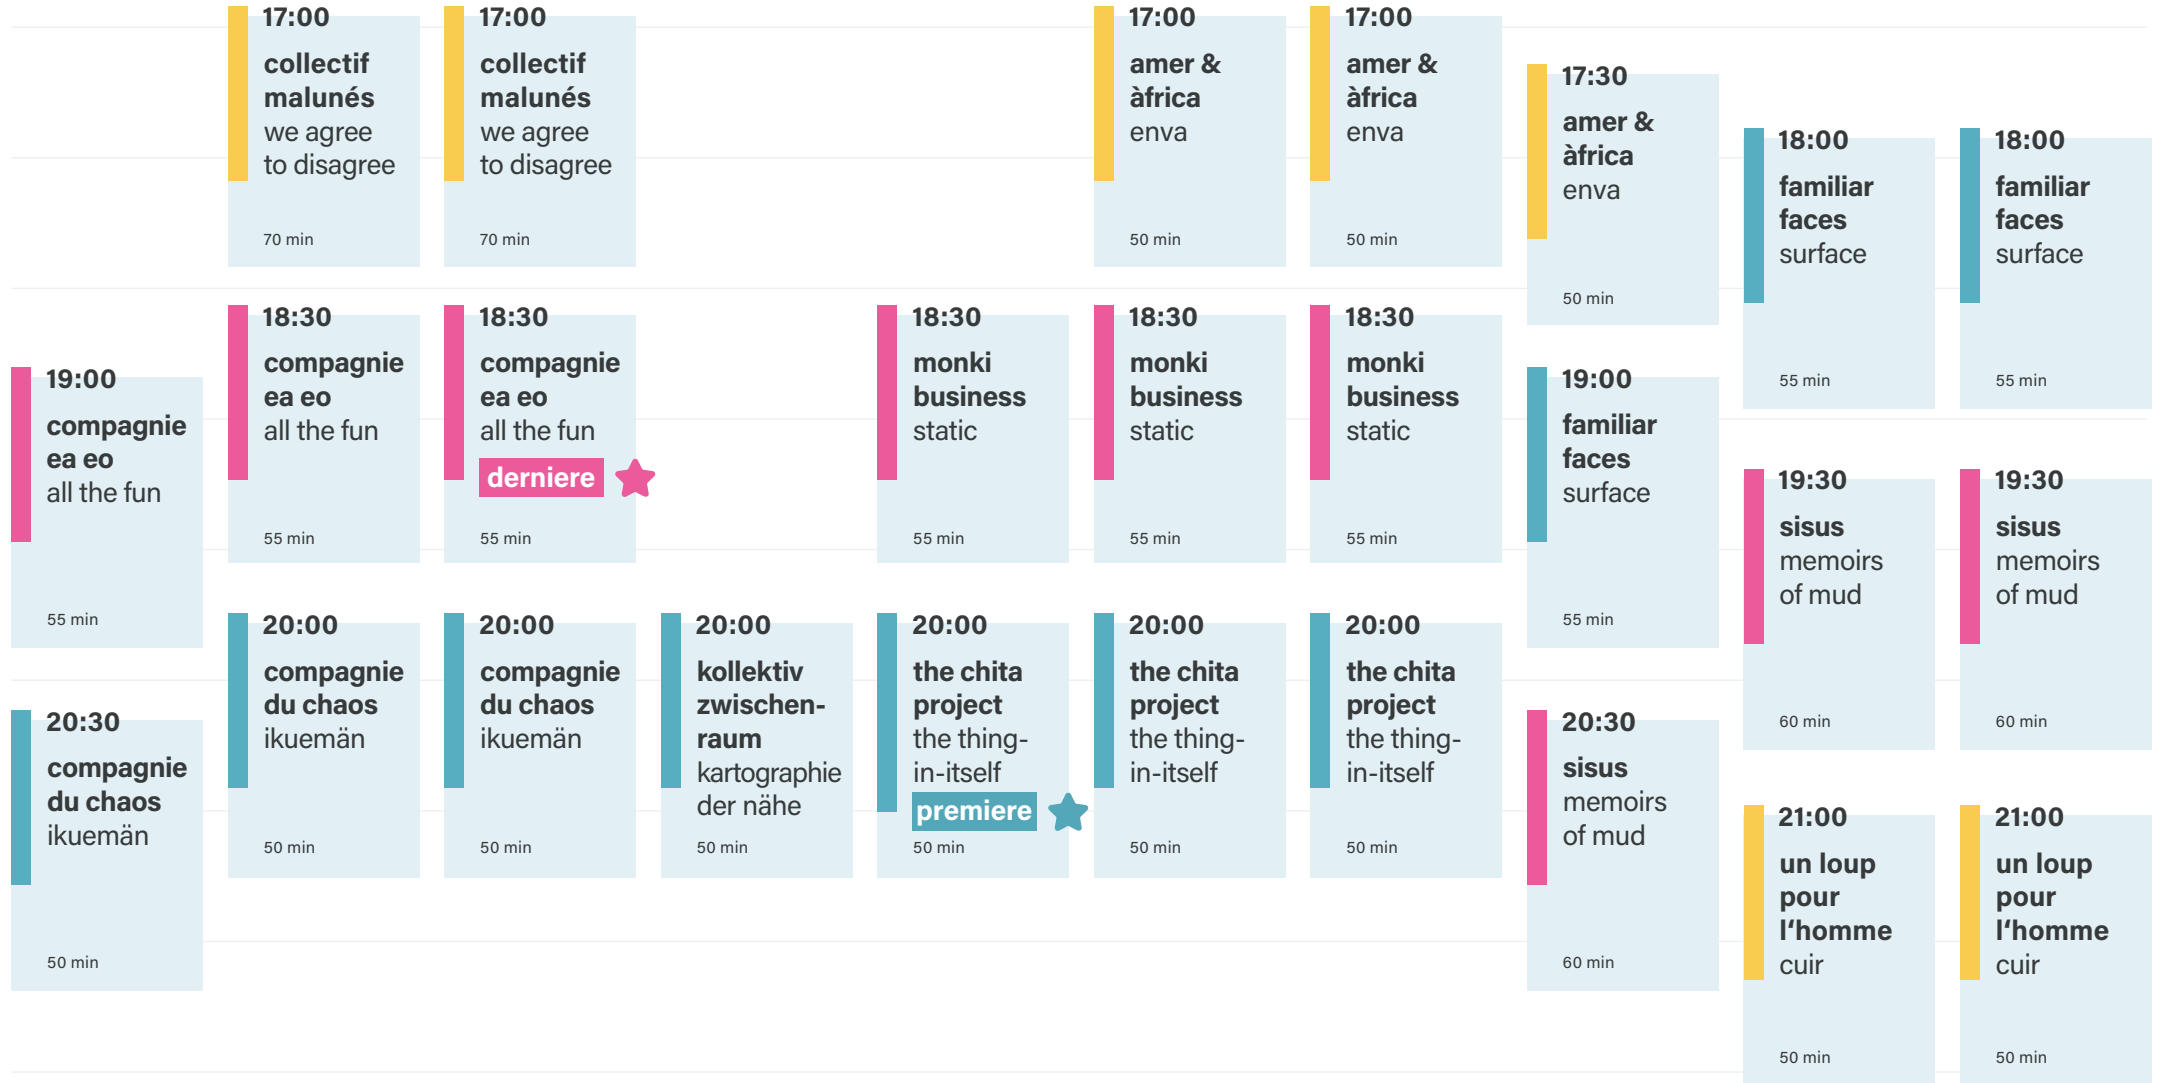 19:00
compagnie
ea eo
all the fun
55 min
20:30
compagnie
du chaos
ikuemän
50 min
17:00
collectif
malunés
we agree
to disagree
70 min
18:30
compagnie
ea eo
all the fun
55 min
20:00
compagnie
du chaos
ikuemän
50 min
17:00
collectif
malunés
we agree
to disagree
70 min
18:30
compagnie
ea eo
all the fun
derniere
55 min
20:00
compagnie
du chaos
ikuemän
50 min
20:00
kollektiv
zwischen-
raum
kartographie
der nähe
50 min
18:30
monki
business
static
55 min
20:00
the chita
project
the thing-
in-itself
premiere
50 min
17:00
amer &
àfrica
enva
50 min
18:30
monki
business
static
55 min
20:00
the chita
project
the thing-
in-itself
50 min
17:00
amer &
àfrica
enva
50 min
18:30
monki
business
static
55 min
20:00
the chita
project
the thing-
in-itself
50 min
17:30
amer &
àfrica
enva
50 min
19:00
familiar
faces
surface
55 min
20:30
sisus
memoirs
of mud
60 min
18:00
familiar
faces
surface
55 min
19:30
sisus
memoirs
of mud
60 min
21:00
un loup
pour
l‘homme
cuir
50 min
18:00
familiar
faces
surface
55 min
19:30
sisus
memoirs
of mud
60 min
21:00
un loup
pour
l‘homme
cuir
50 min